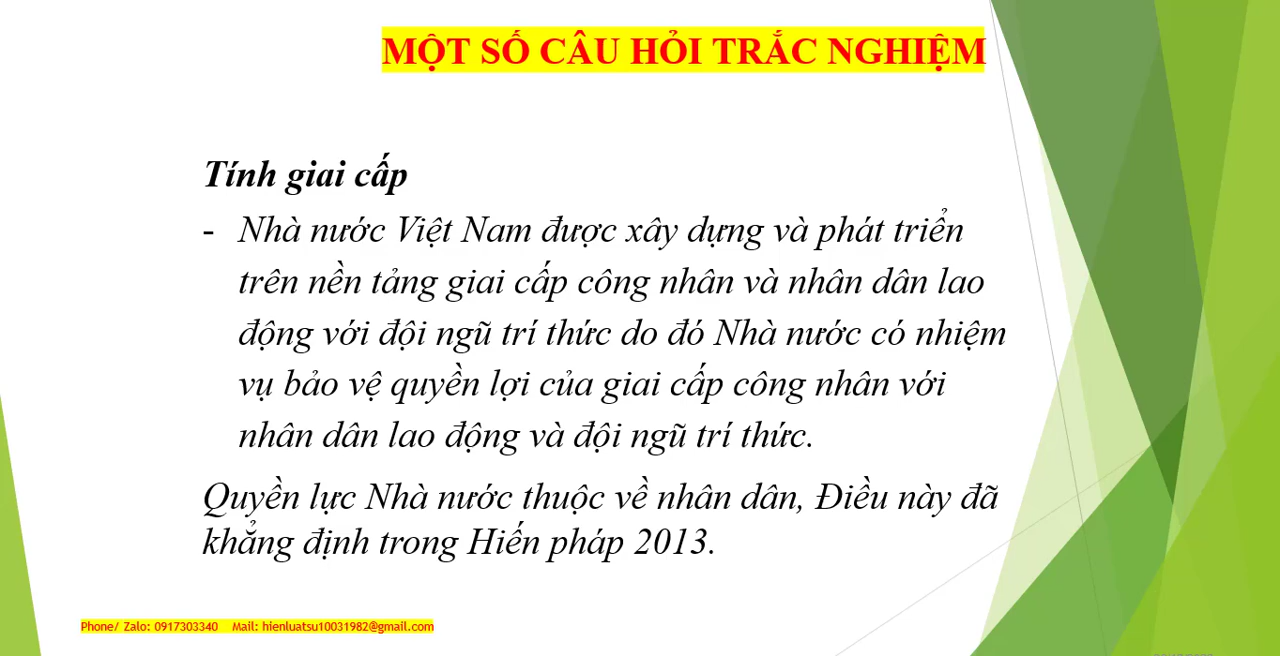 MỘT SỐ CÂU HỎI TRẮC NGHIỆM
Tính giai cấp
- Nhà nước Việt Nam được xây dựng và phát triển
trên nền tảng giai cấp công nhân và nhân dân lao
động với đội ngũ trí thức do đó Nhà nước có nhiệm
vụ bảo vệ quyền lợi của giai cấp công nhân với
nhân dân lao động và đội ngũ trí thức.
Quyền lực Nhà nước thuộc về nhân dân, Điều này đã
khẳng định trong Hiến pháp 2013.
Phone/ Zalo: 0917303340 Mail: hienluatsu10031982@gmail.com